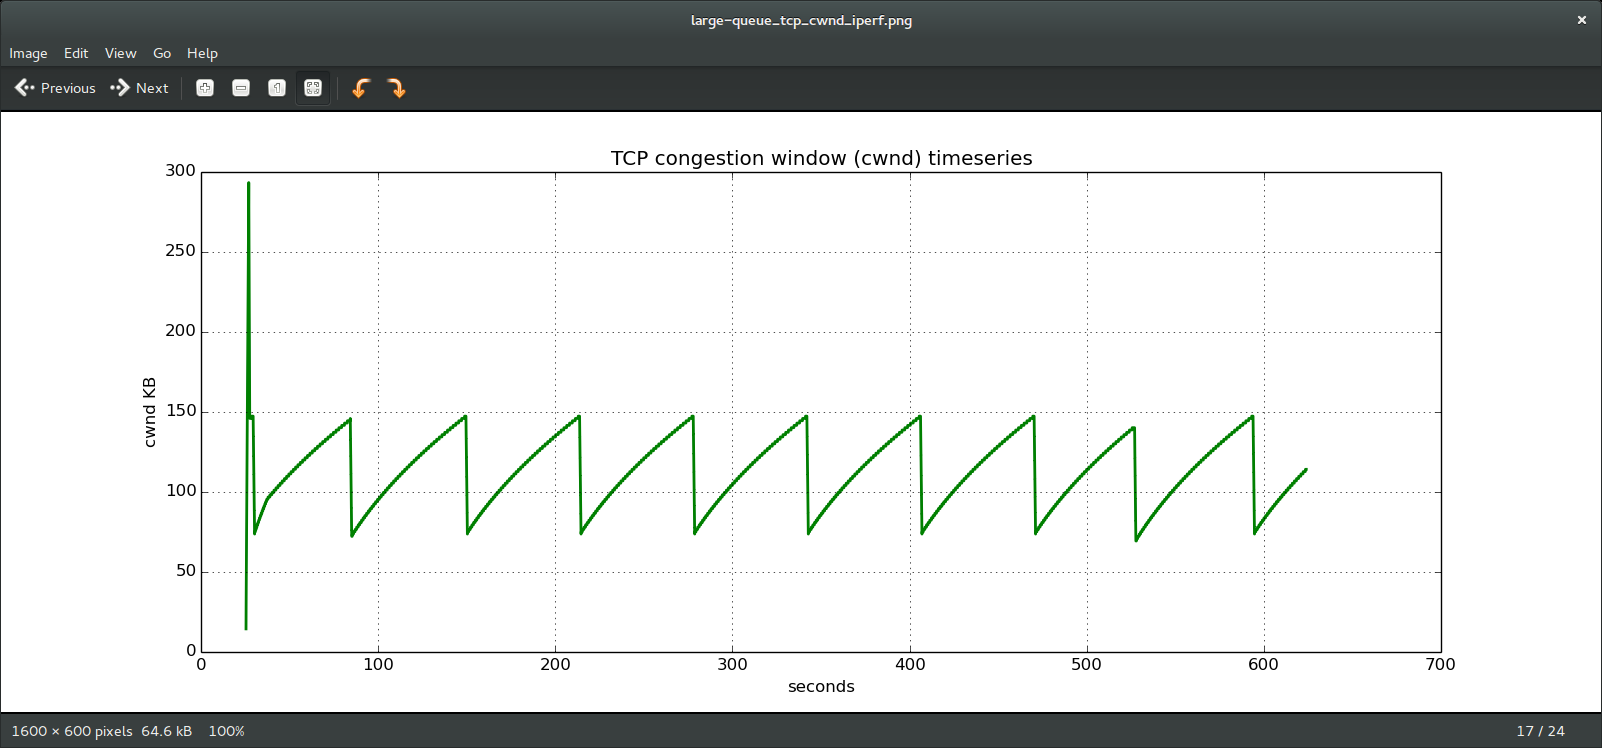 large-queue_tcp_cwnd_iperf.png
Image Edit View Go Help
Previous Next
TCP congestion window (cwnd) timeseries
300
250
200
150
100
50
0
cwnd KB
0 100 200 300 400 500 600 700
seconds
1600 × 600 pixels 64.6 kB 100% 17 / 24